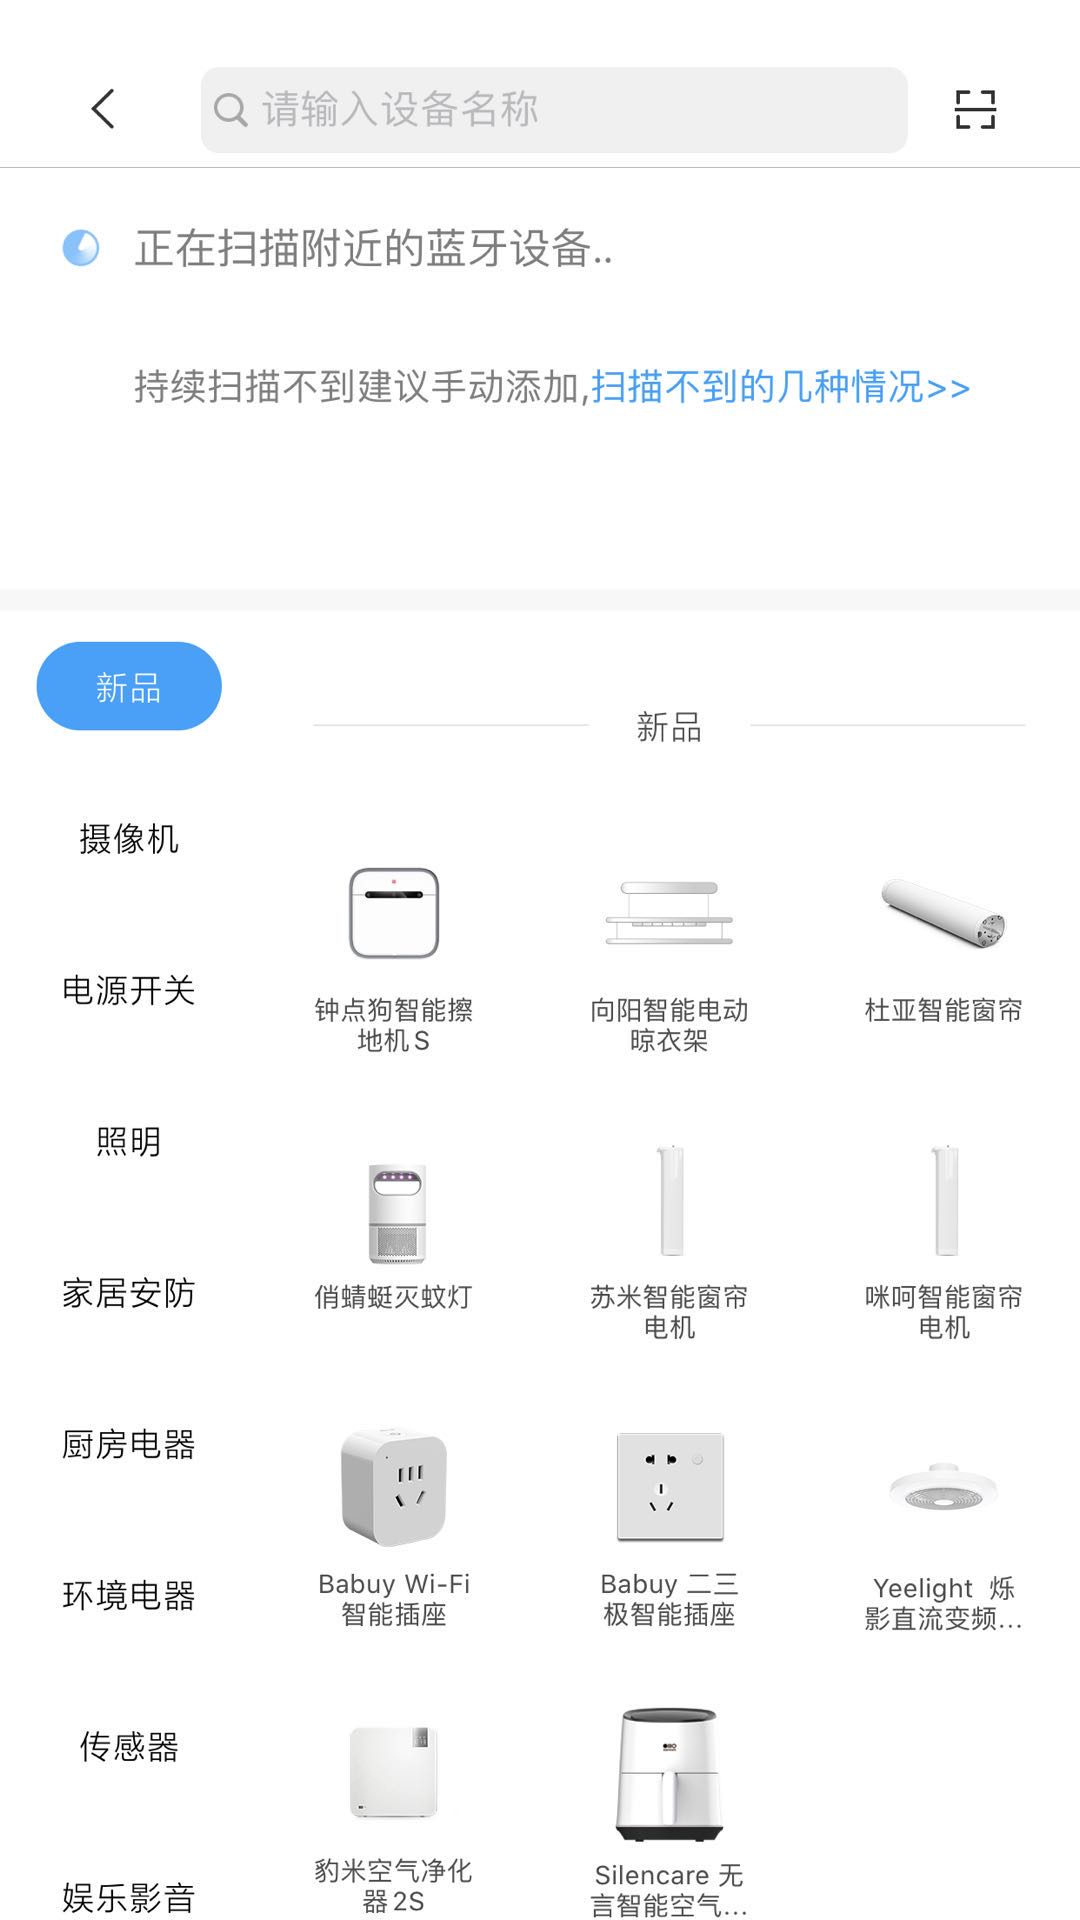 请输入设备名称
正在扫描附近的蓝牙设备..
持续扫描不到建议手动添加,扫描不到的几种情况>>
新品
新品
摄像机
电源开关
照明
家居安防
厨房电器
环境电器
传感器
娱乐影音
钟点狗智能擦
地机S
向阳智能电动
晾衣架
杜亚智能窗帘
俏蜻蜓灭蚊灯
苏米智能窗帘
电机
咪呵智能窗帘
电机
Babuy Wi-Fi
智能插座
Babuy 二三
极智能插座
Yeelight 烁
影直流变频...
豹米空气净化
器2S
Silencare 无
言智能空气...